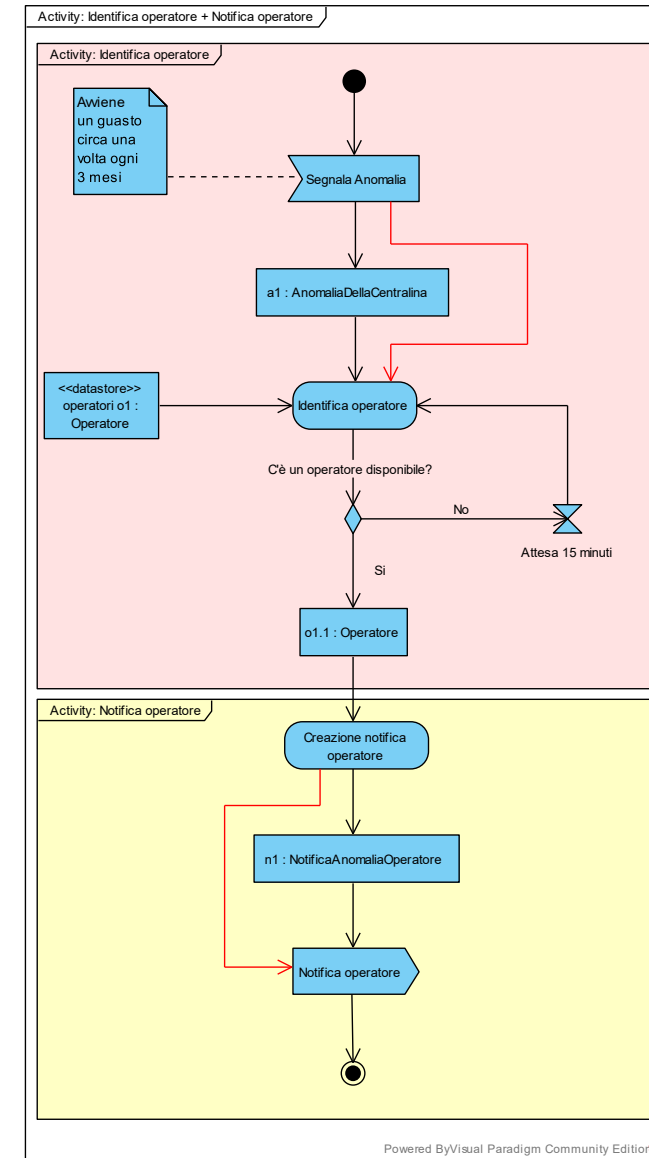 Activity: Identifica operatore + Notifica operatore
Activity: Identifica operatore
Avviene
un guasto
circa una
volta ogni
3 mesi
Segnala Anomalia
a1 : AnomaliaDellaCentralina
<<datastore>>
operatori o1 :
Operatore
Identifica operatore
C'è un operatore disponibile?
No
Attesa 15 minuti
Si
o1.1 : Operatore
Activity: Notifica operatore
Creazione notifica
operatore
n1 : NotificaAnomaliaOperatore
Notifica operatore
Powered ByVisual Paradigm Community Edition